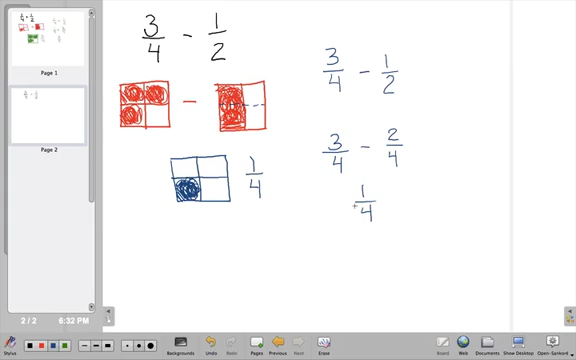 3/4 - 1/2
3/4 - 1/2
3/4 - 2/4
1/4
1/4
Page 1
Page 2
2/2 6:32 PM
Stylus
Backgrounds
Undo
Pages
Previous
Next
Erase
Board
Web
Documents
Show Desktop
Open-Sankoré